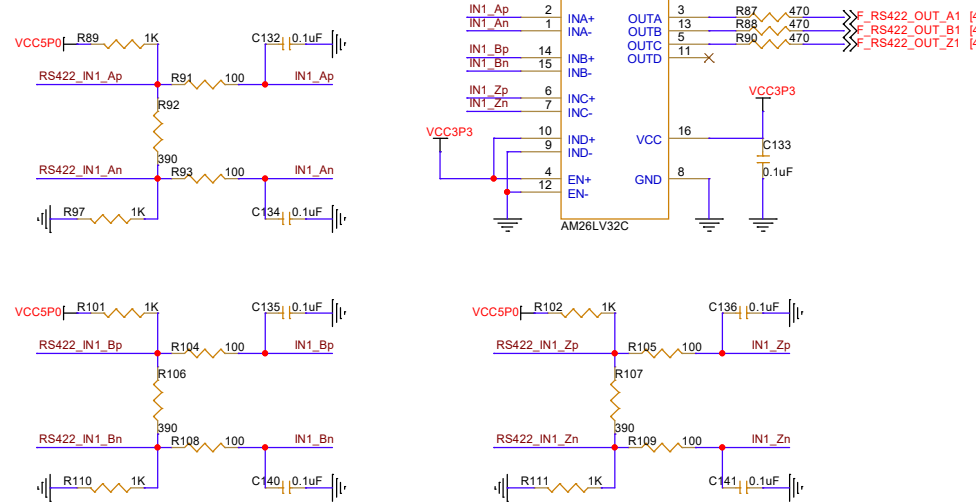 R89 1K
VCC5P0
C132 0.1uF
RS422_IN1_Ap R91 100 IN1_Ap
R92
390
RS422_IN1_An R93 100 IN1_An
R97 1K
C134 0.1uF
IN1_Ap 2 INA+ OUTA 3 R87 470 F_RS422_OUT_A1 [4
IN1_An 1 INA- OUTB 13 R88 470 F_RS422_OUT_B1 [4
OUTC 5 R90 470 F_RS422_OUT_Z1 [4
IN1_Bp 14 INB+ OUTD 11
IN1_Bn 15 INB-
IN1_Zp 6 INC+
IN1_Zn 7 INC-
VCC3P3
VCC3P3
10 IND+ VCC 16
9 IND-
C133
0.1uF
4 EN+ GND 8
12 EN-
AM26LV32C
VCC5P0 R101 1K
C135 0.1uF
RS422_IN1_Bp R104 100 IN1_Bp
R106
390
RS422_IN1_Bn R108 100 IN1_Bn
R110 1K
C140 0.1uF
VCC5P0 R102 1K
C136 0.1uF
RS422_IN1_Zp R105 100 IN1_Zp
R107
390
RS422_IN1_Zn R109 100 IN1_Zn
R111 1K
C141 0.1uF